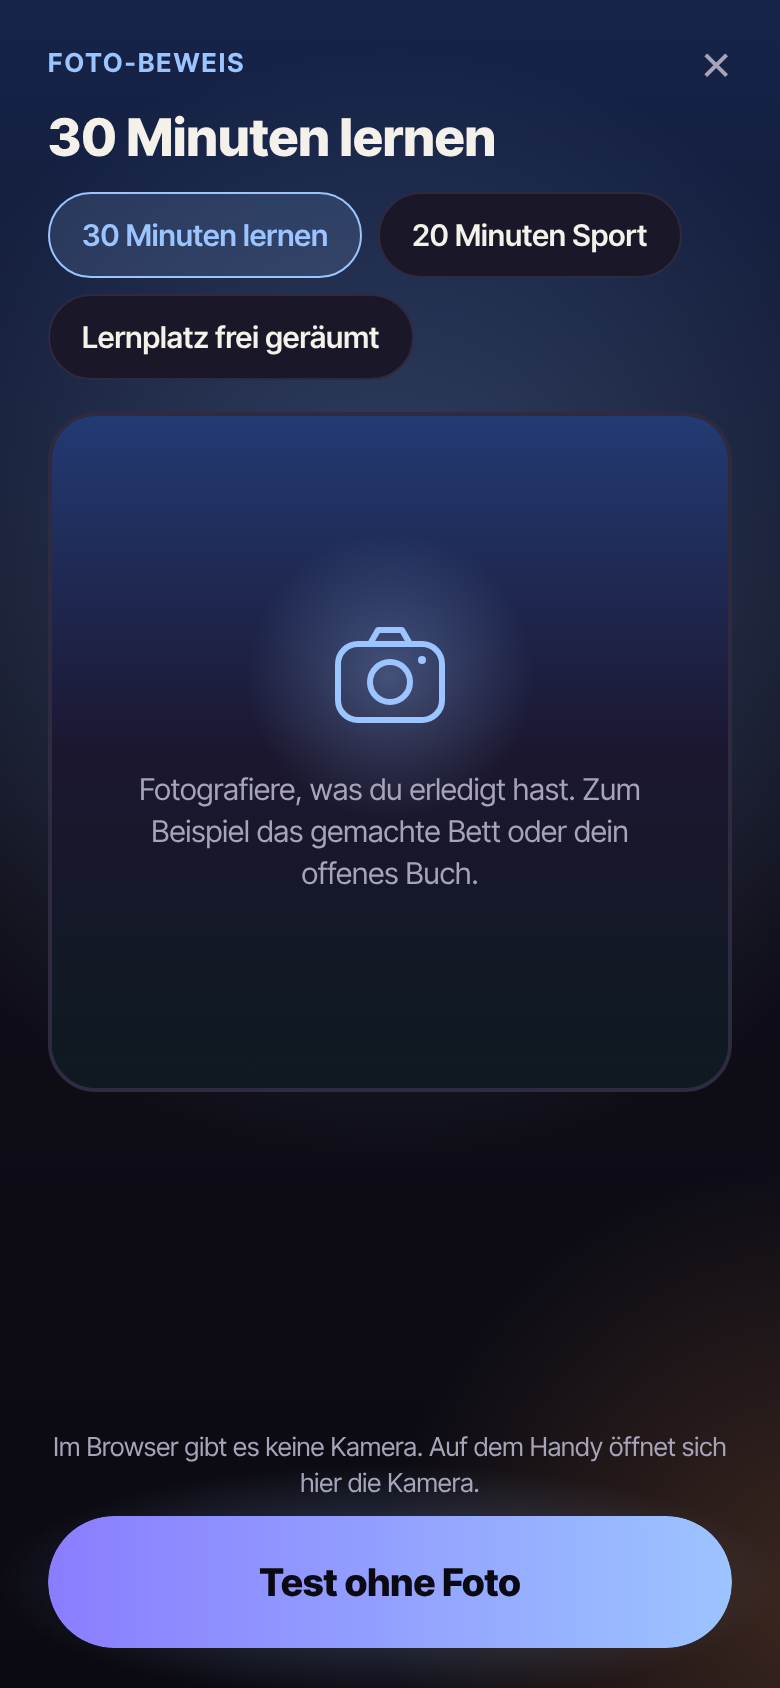 FOTO-BEWEIS
30 Minuten lernen
30 Minuten lernen
20 Minuten Sport
Lernplatz frei geräumt
Fotografiere, was du erledigt hast. Zum
Beispiel das gemachte Bett oder dein
offenes Buch.
Im Browser gibt es keine Kamera. Auf dem Handy öffnet sich
hier die Kamera.
Test ohne Foto